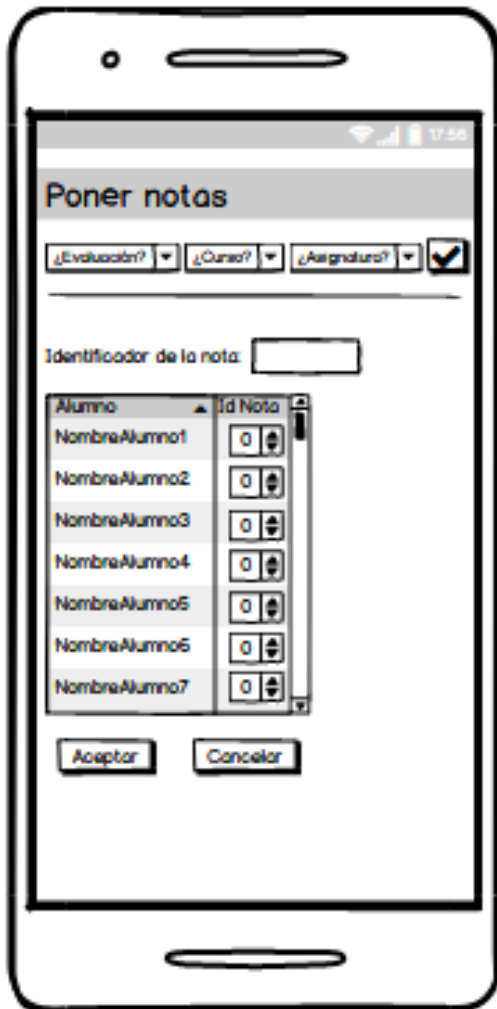 17:56
Poner notas
¿Evaluación? ¿Curso? ¿Asignatura?
Identificador de la nota:
Alumno Id Nota
NombreAlumno1 0
NombreAlumno2 0
NombreAlumno3 0
NombreAlumno4 0
NombreAlumno5 0
NombreAlumno6 0
NombreAlumno7 0
Aceptar Cancelar